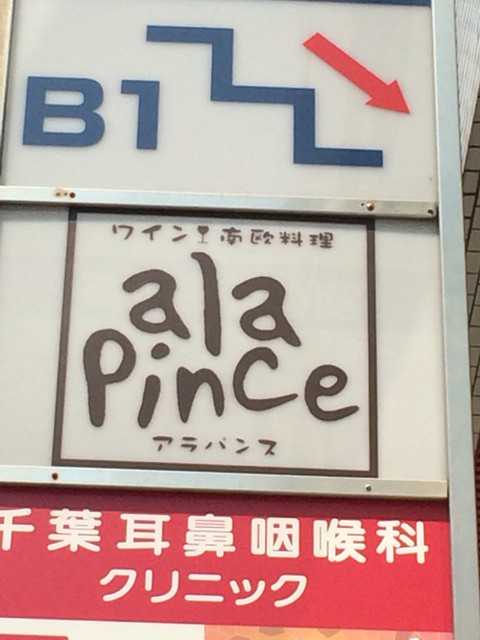 B1
ワイン 南欧料理
ala
Pince
アラパンス
千葉耳鼻咽喉科
クリニック